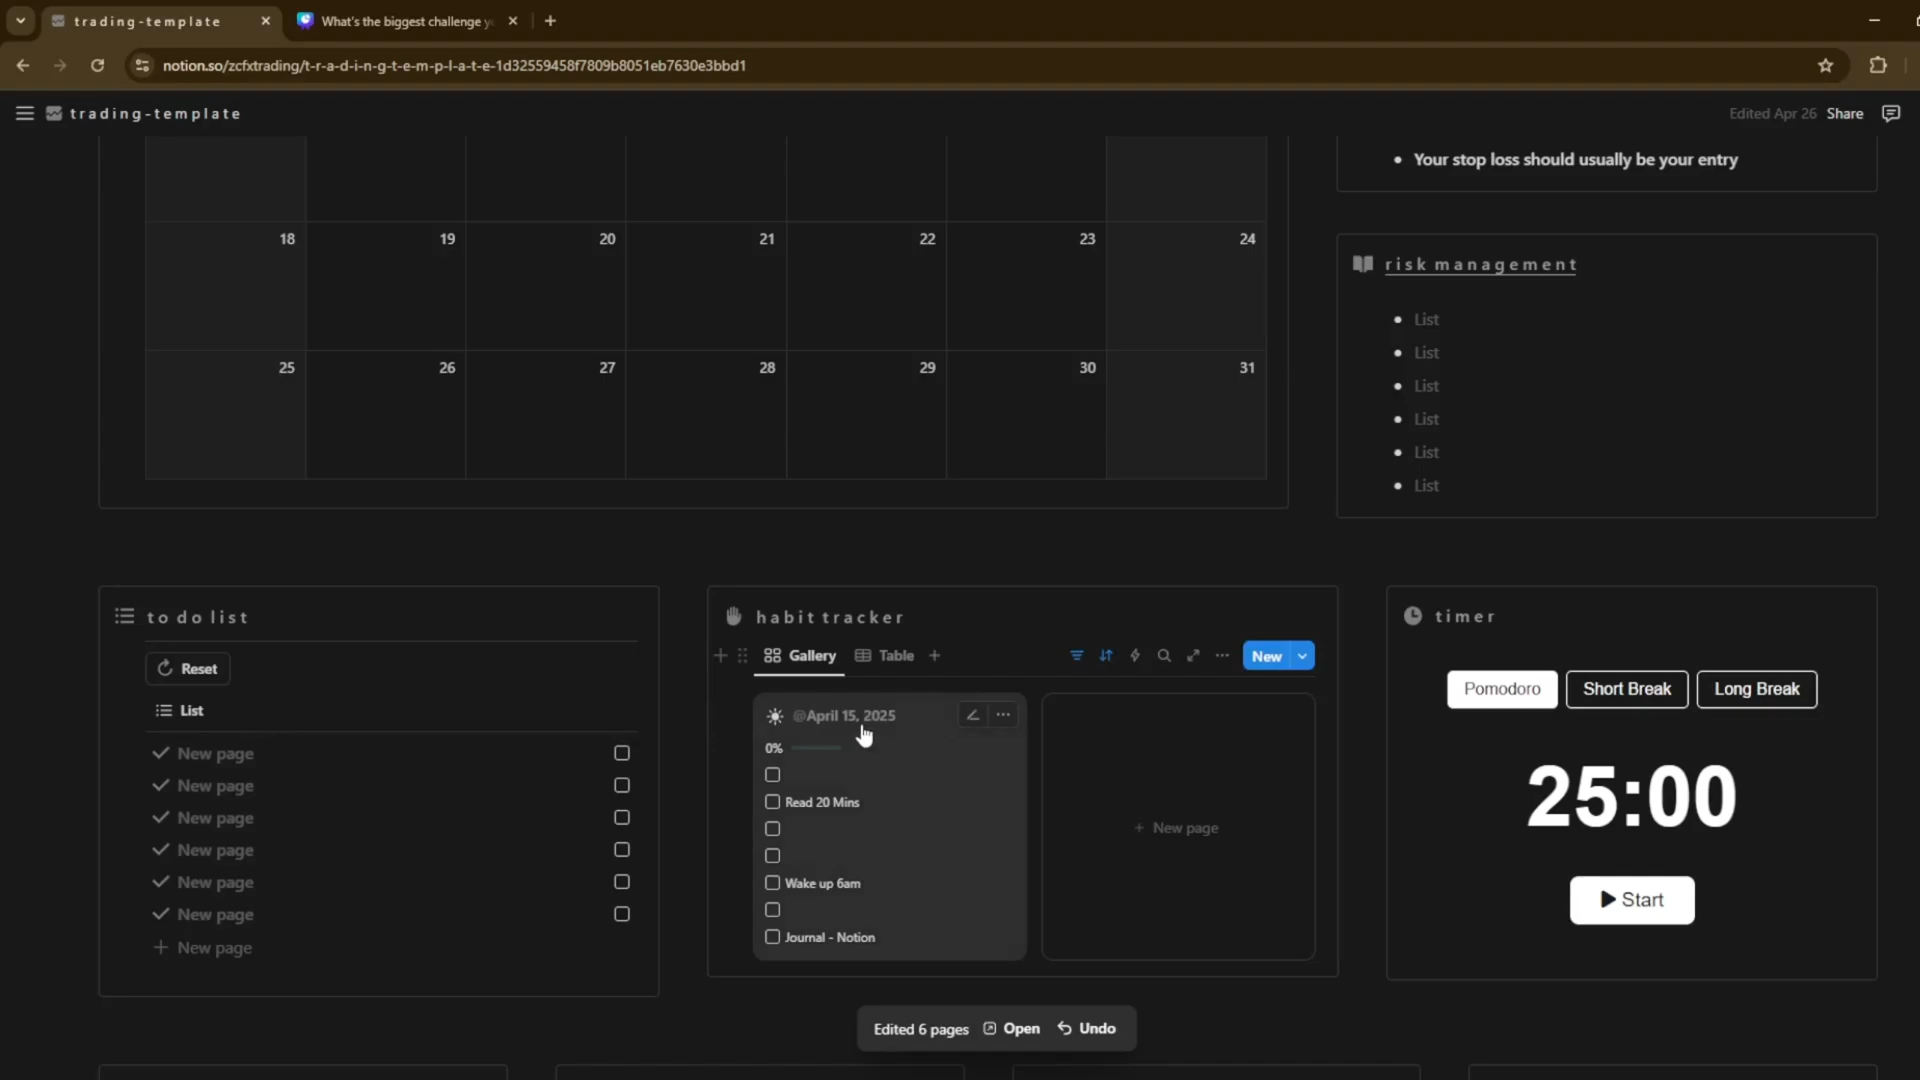 trading-template
What's the biggest challenge y
notion.so/zcfxtrading/t-r-a-d-i-n-g-t-e-m-p-l-a-t-e-1d32559458f7809b8051eb7630e3bbd1
trading-template
Edited Apr 26 Share
Your stop loss should usually be your entry
18 19 20 21 22 23 24
25 26 27 28 29 30 31
risk management
List
List
List
List
List
List
to do list
Reset
List
New page
New page
New page
New page
New page
New page
New page
habit tracker
Gallery Table
New
@April 15, 2025
0%
Read 20 Mins
Wake up 6am
Journal - Notion
New page
timer
Pomodoro Short Break Long Break
25:00
Start
Edited 6 pages Open Undo